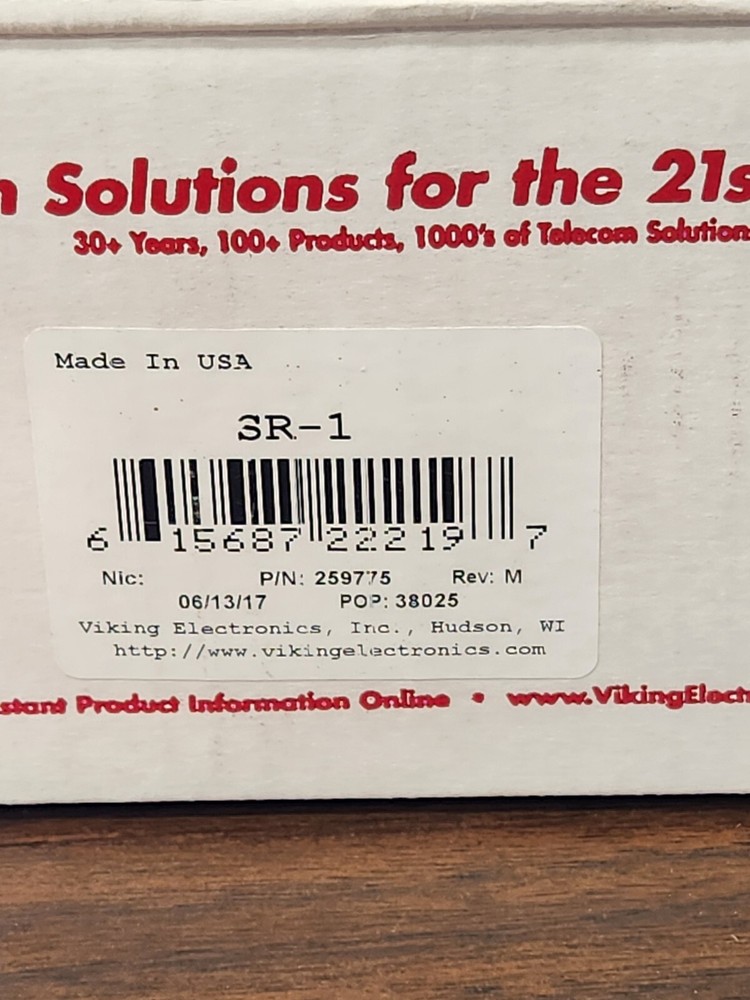 n Solutions for the 21s
30+ Years, 100+ Products, 1000's of Telecom Solution
Made In USA
SR-1
6 15687 22219 7
Nic: P/N: 259775 Rev: M
06/13/17 POP: 38025
Viking Electronics, Inc., Hudson, WI
http://www.vikingelectronics.com
stant Product Information Online • www.VikingElect